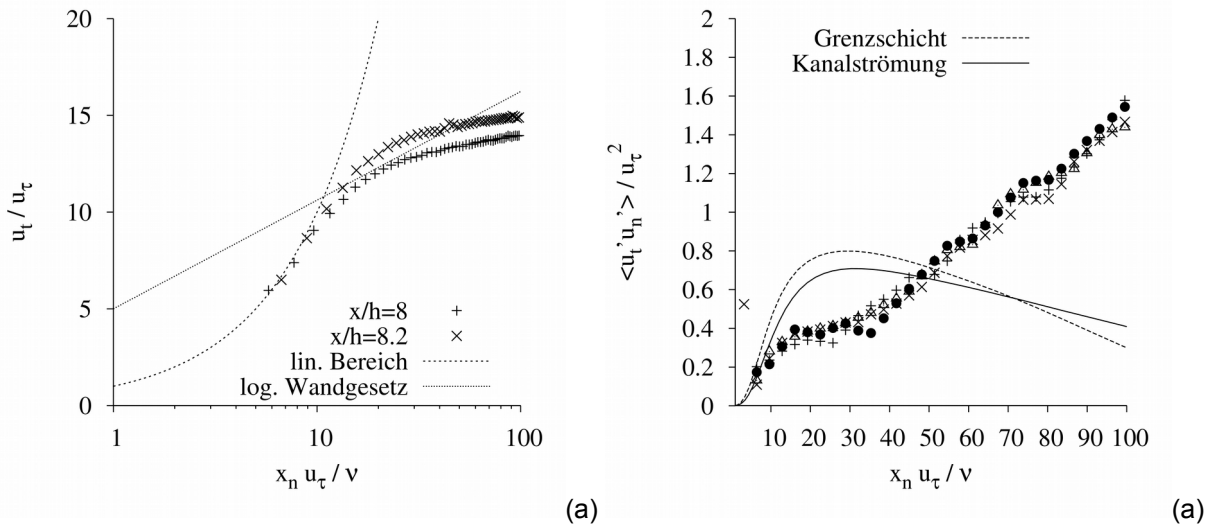 20
15
10
5
0
1
10
100
u_t / u_τ
x_n u_τ / ν
x/h=8
x/h=8.2
lin. Bereich
log. Wandgesetz
(a)
2
1.8
1.6
1.4
1.2
1
0.8
0.6
0.4
0.2
0
10 20 30 40 50 60 70 80 90 100
<u_t'u_n'> / u_τ^2
x_n u_τ / ν
Grenzschicht
Kanalströmung
(a)